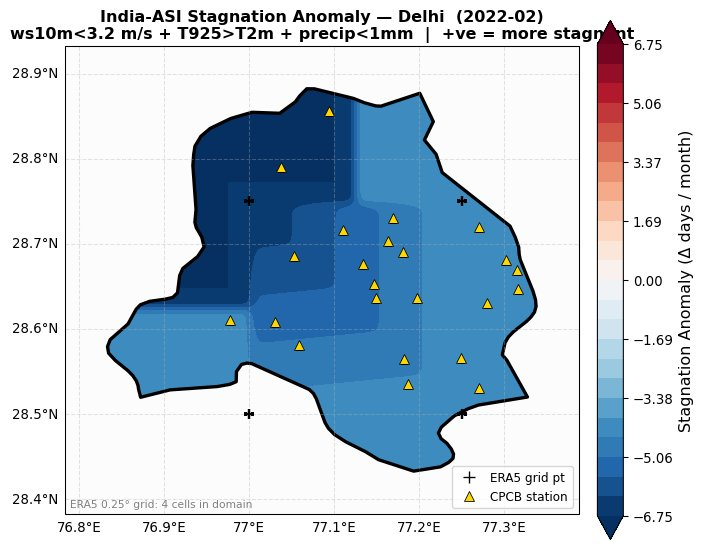 India-ASI Stagnation Anomaly — Delhi  (2022-02)
ws10m<3.2 m/s + T925>T2m + precip<1mm  |  +ve = more stagnant
28.9°N
28.8°N
28.7°N
28.6°N
28.5°N
28.4°N
76.8°E
76.9°E
77°E
77.1°E
77.2°E
77.3°E
ERA5 0.25° grid: 4 cells in domain
ERA5 grid pt
CPCB station
6.75
5.06
3.37
1.69
0.00
−1.69
−3.38
−5.06
−6.75
Stagnation Anomaly (Δ days / month)